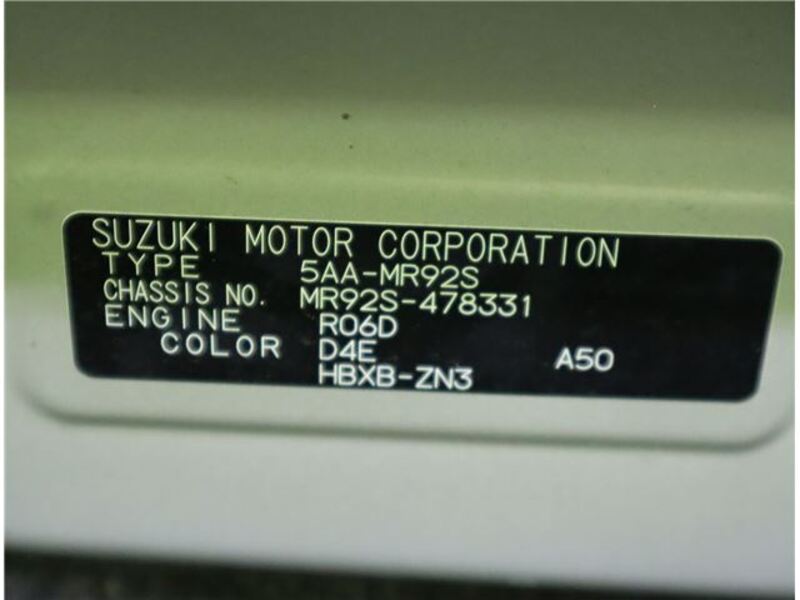 SUZUKI MOTOR CORPORATION
TYPE 5AA-MR92S
CHASSIS NO. MR92S-478331
ENGINE R06D
COLOR D4E A50
HBXB-ZN3